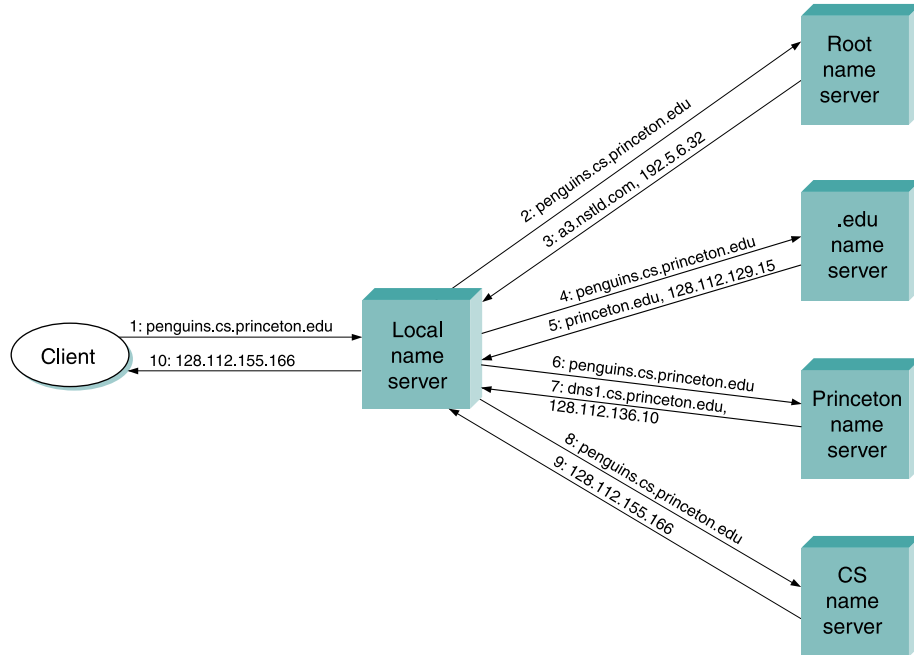 Root
name
server
2: penguins.cs.princeton.edu
3: a3.nstld.com, 192.5.6.32
.edu
name
server
4: penguins.cs.princeton.edu
5: princeton.edu, 128.112.129.15
1: penguins.cs.princeton.edu
Client
10: 128.112.155.166
Local
name
server
6: penguins.cs.princeton.edu
7: dns1.cs.princeton.edu,
128.112.136.10
Princeton
name
server
8: penguins.cs.princeton.edu
9: 128.112.155.166
CS
name
server